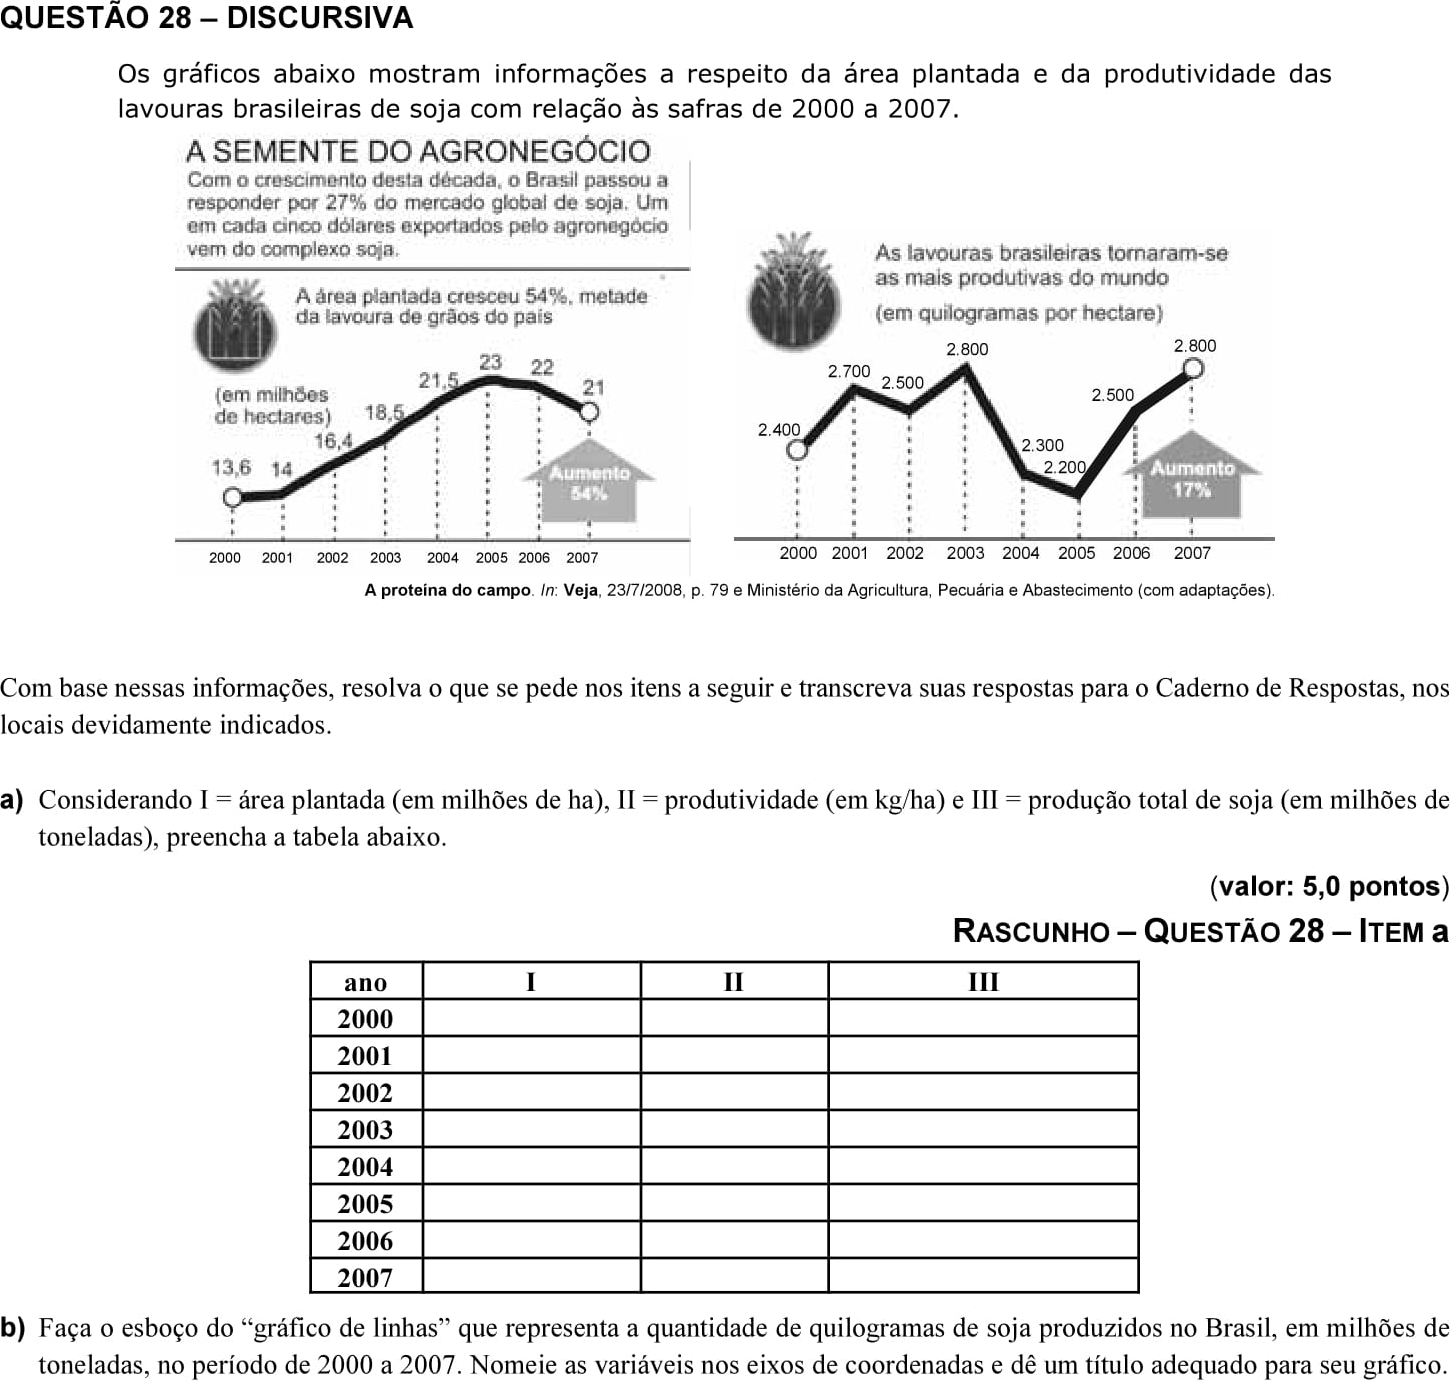 QUESTÃO 28 – DISCURSIVA
Os gráficos abaixo mostram informações a respeito da área plantada e da produtividade das
lavouras brasileiras de soja com relação às safras de 2000 a 2007.
A SEMENTE DO AGRONEGÓCIO
Com o crescimento desta década, o Brasil passou a
responder por 27% do mercado global de soja. Um
em cada cinco dólares exportados pelo agronegócio
vem do complexo soja.
A área plantada cresceu 54%, metade
da lavoura de grãos do país
(em milhões
de hectares)
13,6 14 16,4 18,5 21,5 23 22 21
Aumento
54%
2000 2001 2002 2003 2004 2005 2006 2007
As lavouras brasileiras tornaram-se
as mais produtivas do mundo
(em quilogramas por hectare)
2.400 2.700 2.500 2.800 2.300 2.200 2.500 2.800
Aumento
17%
2000 2001 2002 2003 2004 2005 2006 2007
A proteína do campo. In: Veja, 23/7/2008, p. 79 e Ministério da Agricultura, Pecuária e Abastecimento (com adaptações).
Com base nessas informações, resolva o que se pede nos itens a seguir e transcreva suas respostas para o Caderno de Respostas, nos
locais devidamente indicados.
a) Considerando I = área plantada (em milhões de ha), II = produtividade (em kg/ha) e III = produção total de soja (em milhões de
toneladas), preencha a tabela abaixo.
(valor: 5,0 pontos)
RASCUNHO – QUESTÃO 28 – ITEM a
ano I II III
2000
2001
2002
2003
2004
2005
2006
2007
b) Faça o esboço do “gráfico de linhas” que representa a quantidade de quilogramas de soja produzidos no Brasil, em milhões de
toneladas, no período de 2000 a 2007. Nomeie as variáveis nos eixos de coordenadas e dê um título adequado para seu gráfico.